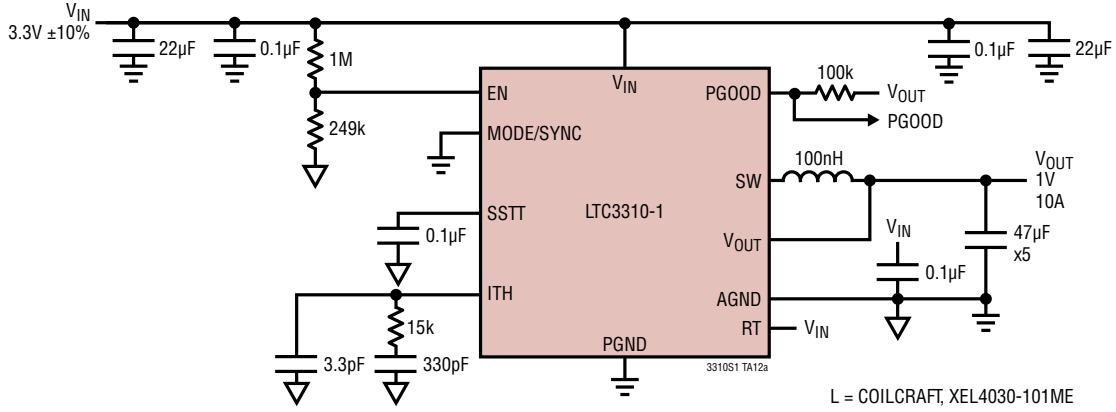 VIN
3.3V ±10%
22µF
0.1µF
1M
249k
EN
MODE/SYNC
SSTT
0.1µF
ITH
15k
3.3pF
330pF
VIN
LTC3310-1
PGND
PGOOD
100k
VOUT
PGOOD
0.1µF
22µF
SW
100nH
VOUT
1V
10A
VOUT
VIN
0.1µF
47µF
x5
AGND
RT
VIN
3310S1 TA12a
L = COILCRAFT, XEL4030-101ME